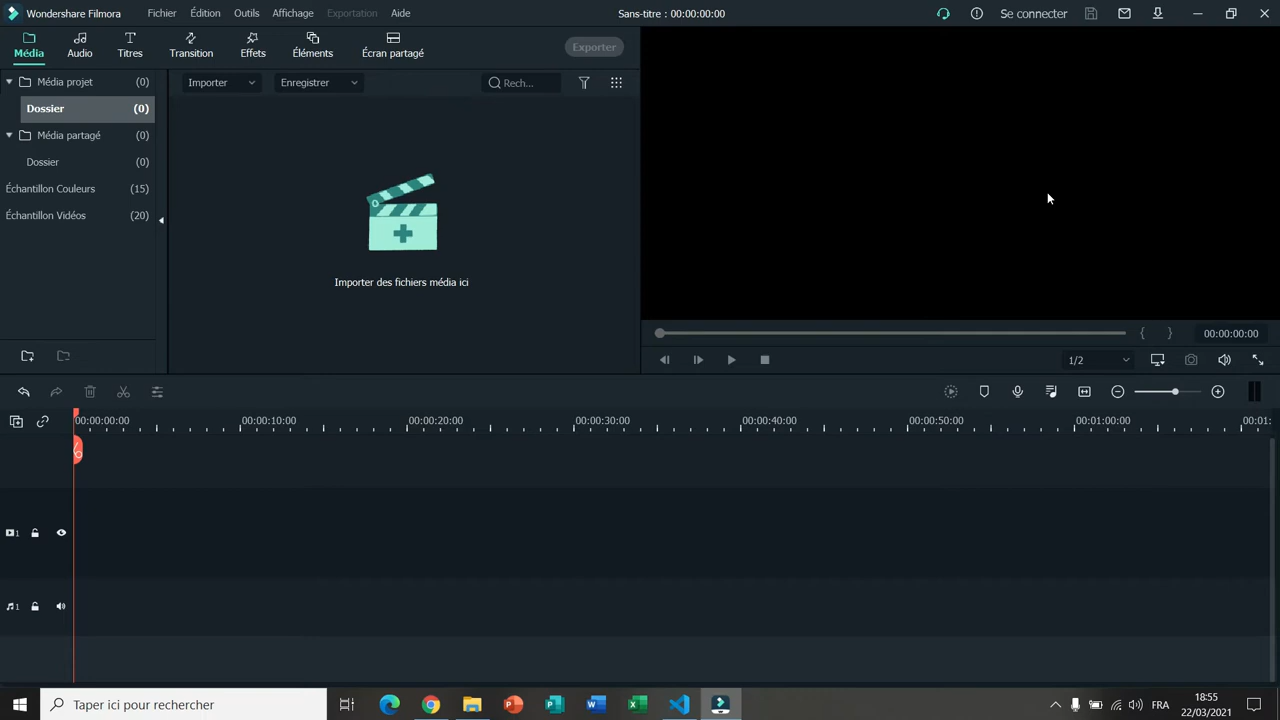 Wondershare Filmora Fichier Édition Outils Affichage Exportation Aide Sans-titre : 00:00:00:00 Se connecter
Média Audio Titres Transition Effets Éléments Écran partagé Exporter
Média projet (0) Importer Enregistrer Rech...
Dossier (0)
Média partagé (0)
Dossier (0)
Échantillon Couleurs (15)
Échantillon Vidéos (20)
Importer des fichiers média ici
{ } 00:00:00:00
1/2
00:00:00:00 00:00:10:00 00:00:20:00 00:00:30:00 00:00:40:00 00:00:50:00 00:01:00:00 00:01:
1
1
Taper ici pour rechercher FRA 18:55
22/03/2021